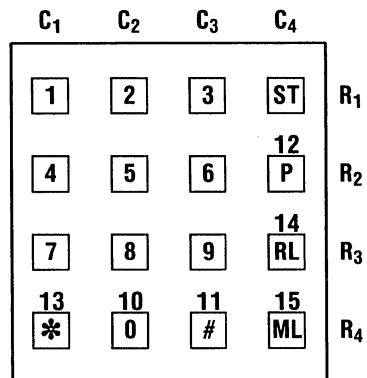 C₁ C₂ C₃ C₄
1 2 3 ST R₁
12
4 5 6 P R₂
14
7 8 9 RL R₃
13 10 11 15
✻ 0 # ML R₄